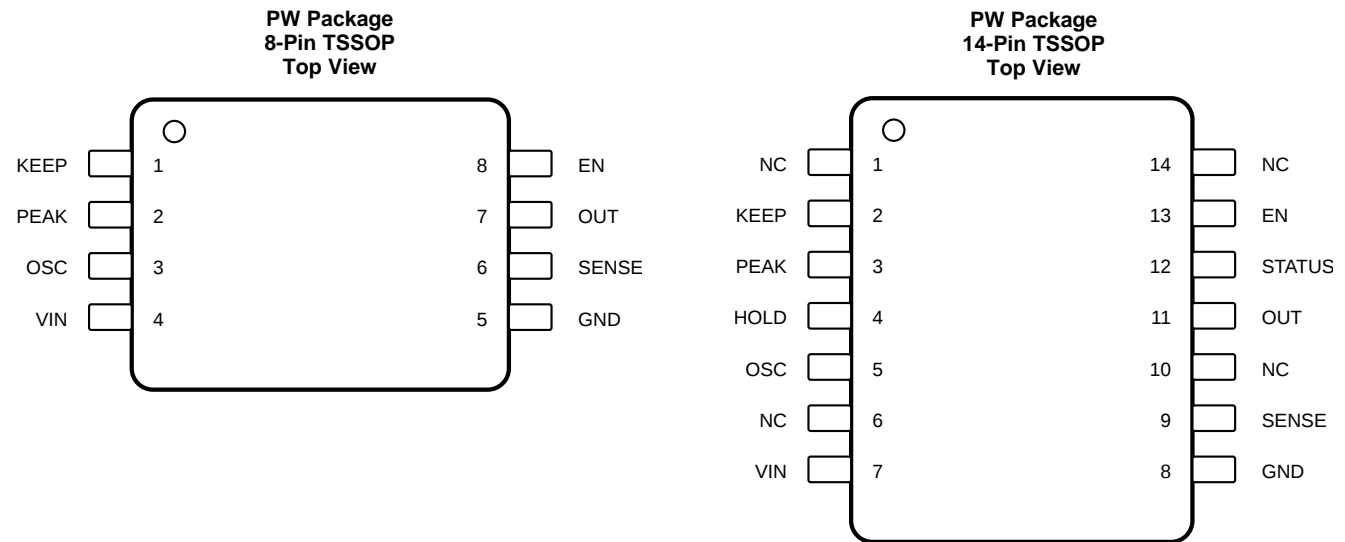 PW Package
8-Pin TSSOP
Top View
KEEP 1 8 EN
PEAK 2 7 OUT
OSC 3 6 SENSE
VIN 4 5 GND
PW Package
14-Pin TSSOP
Top View
NC 1 14 NC
KEEP 2 13 EN
PEAK 3 12 STATUS
HOLD 4 11 OUT
OSC 5 10 NC
NC 6 9 SENSE
VIN 7 8 GND